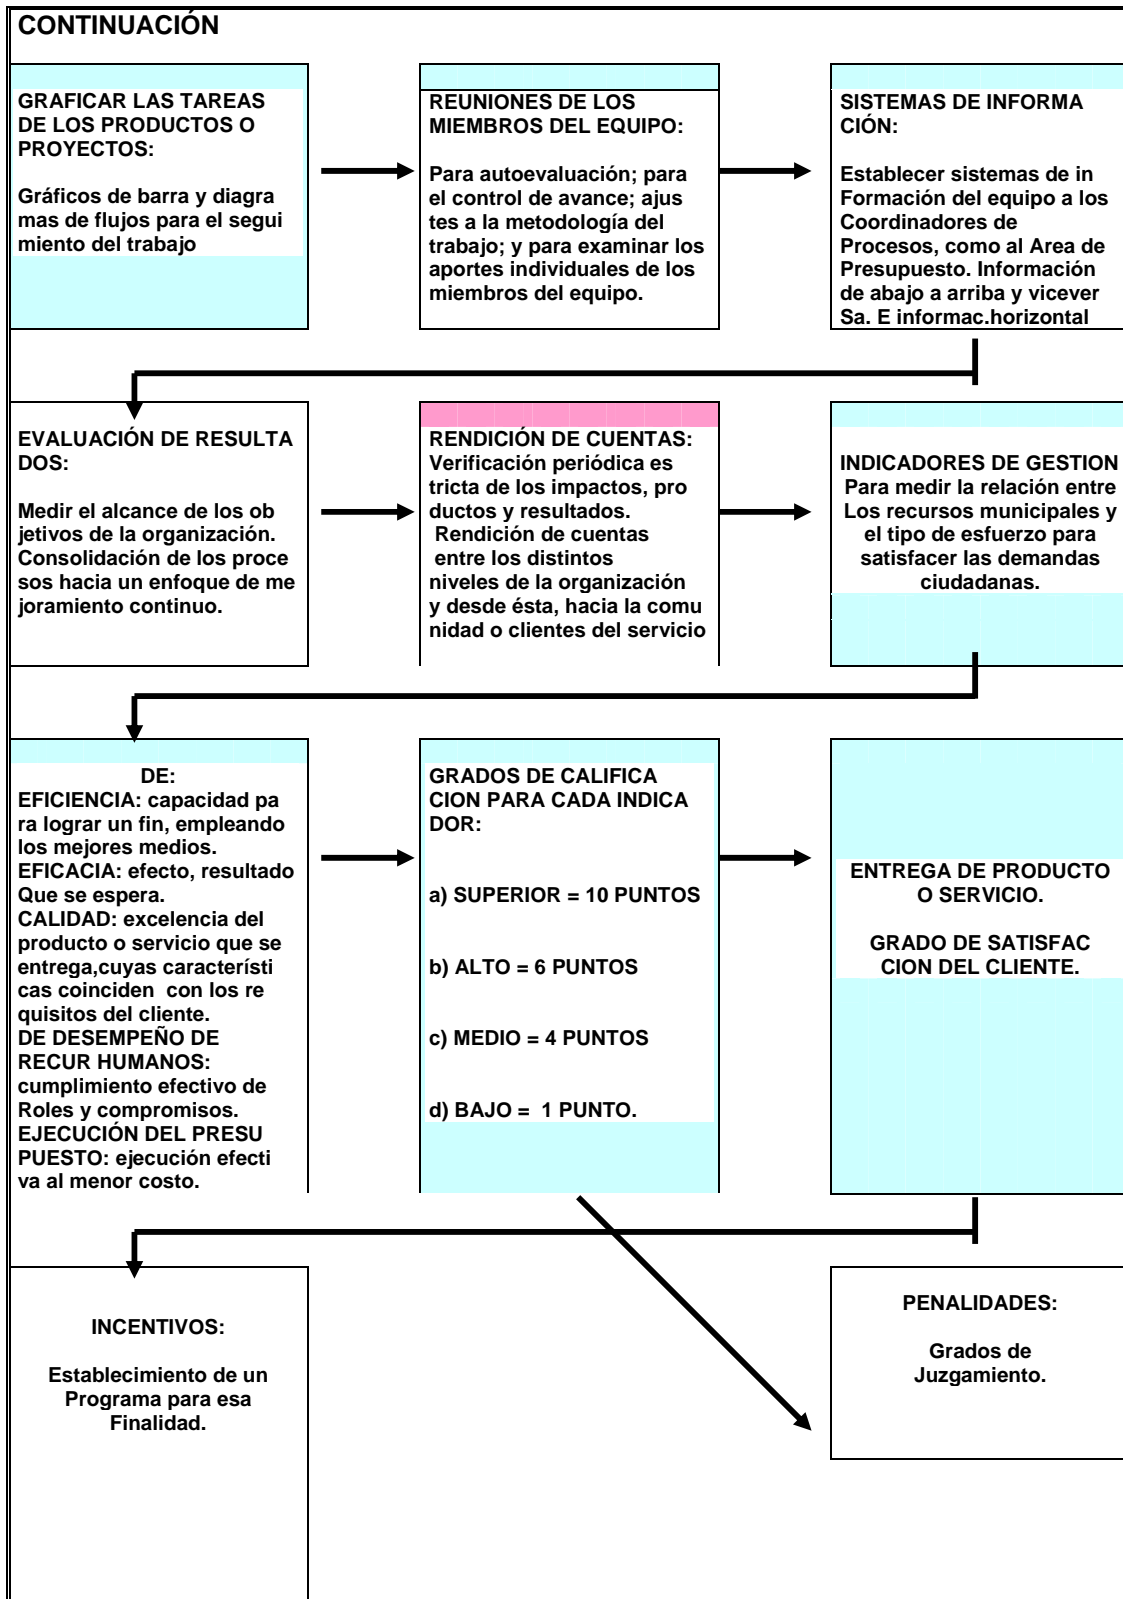 CONTINUACIÓN
GRAFICAR LAS TAREAS
DE LOS PRODUCTOS O
PROYECTOS:
Gráficos de barra y diagra
mas de flujos para el segui
miento del trabajo
REUNIONES DE LOS
MIEMBROS DEL EQUIPO:
Para autoevaluación; para
el control de avance; ajus
tes a la metodología del
trabajo; y para examinar los
aportes individuales de los
miembros del equipo.
SISTEMAS DE INFORMA
CIÓN:
Establecer sistemas de in
Formación del equipo a los
Coordinadores de
Procesos, como al Area de
Presupuesto. Información
de abajo a arriba y vicever
Sa. E informac.horizontal
EVALUACIÓN DE RESULTA
DOS:
Medir el alcance de los ob
jetivos de la organización.
Consolidación de los proce
sos hacia un enfoque de me
joramiento continuo.
RENDICIÓN DE CUENTAS:
Verificación periódica es
tricta de los impactos, pro
ductos y resultados.
Rendición de cuentas
entre los distintos
niveles de la organización
y desde ésta, hacia la comu
nidad o clientes del servicio
INDICADORES DE GESTION
Para medir la relación entre
Los recursos municipales y
el tipo de esfuerzo para
satisfacer las demandas
ciudadanas.
DE:
EFICIENCIA: capacidad pa
ra lograr un fin, empleando
los mejores medios.
EFICACIA: efecto, resultado
Que se espera.
CALIDAD: excelencia del
producto o servicio que se
entrega,cuyas característi
cas coinciden con los re
quisitos del cliente.
DE DESEMPEÑO DE
RECUR HUMANOS:
cumplimiento efectivo de
Roles y compromisos.
EJECUCIÓN DEL PRESU
PUESTO: ejecución efecti
va al menor costo.
GRADOS DE CALIFICA
CION PARA CADA INDICA
DOR:
a) SUPERIOR = 10 PUNTOS
b) ALTO = 6 PUNTOS
c) MEDIO = 4 PUNTOS
d) BAJO = 1 PUNTO.
ENTREGA DE PRODUCTO
O SERVICIO.
GRADO DE SATISFAC
CION DEL CLIENTE.
INCENTIVOS:
Establecimiento de un
Programa para esa
Finalidad.
PENALIDADES:
Grados de
Juzgamiento.